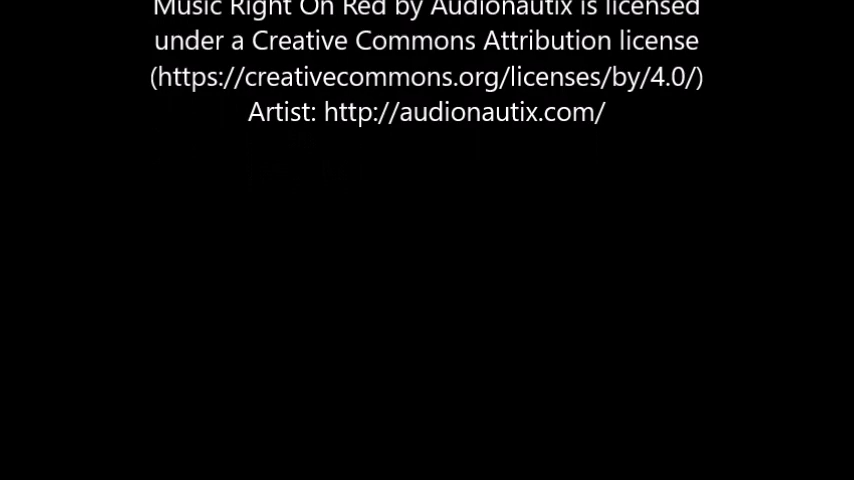 Music Right On Red by Audionautix is licensed
under a Creative Commons Attribution license
(https://creativecommons.org/licenses/by/4.0/)
Artist: http://audionautix.com/